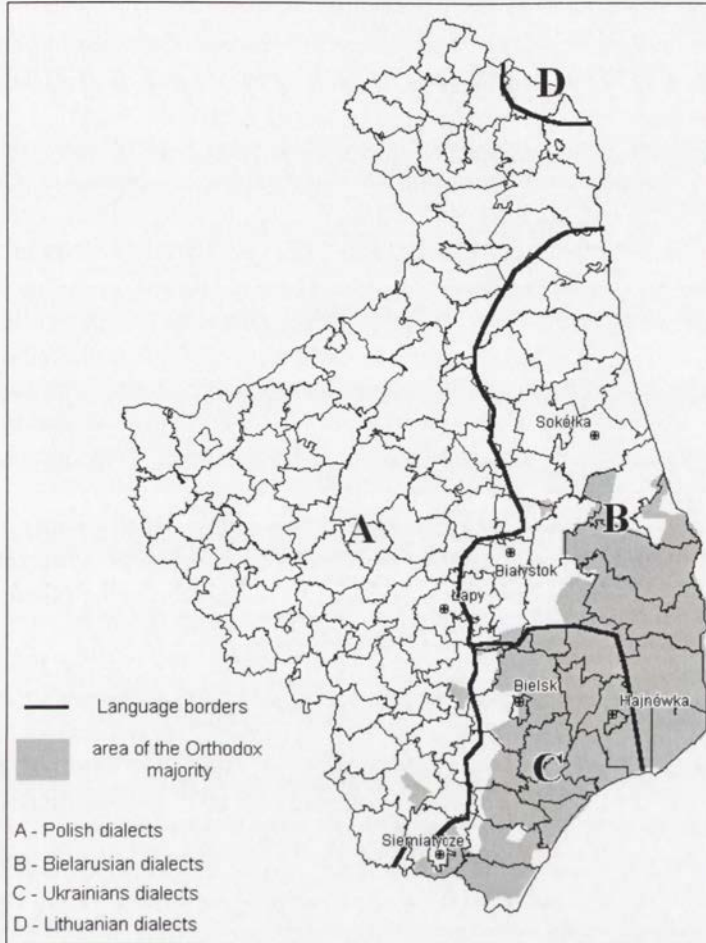 D
Sokółka
B
A
Białystok
Łapy
Language borders
Bielsk
Hajnówka
area of the Orthodox
majority
C
Siemiatycze
A - Polish dialects
B - Bielarusian dialects
C - Ukrainians dialects
D - Lithuanian dialects